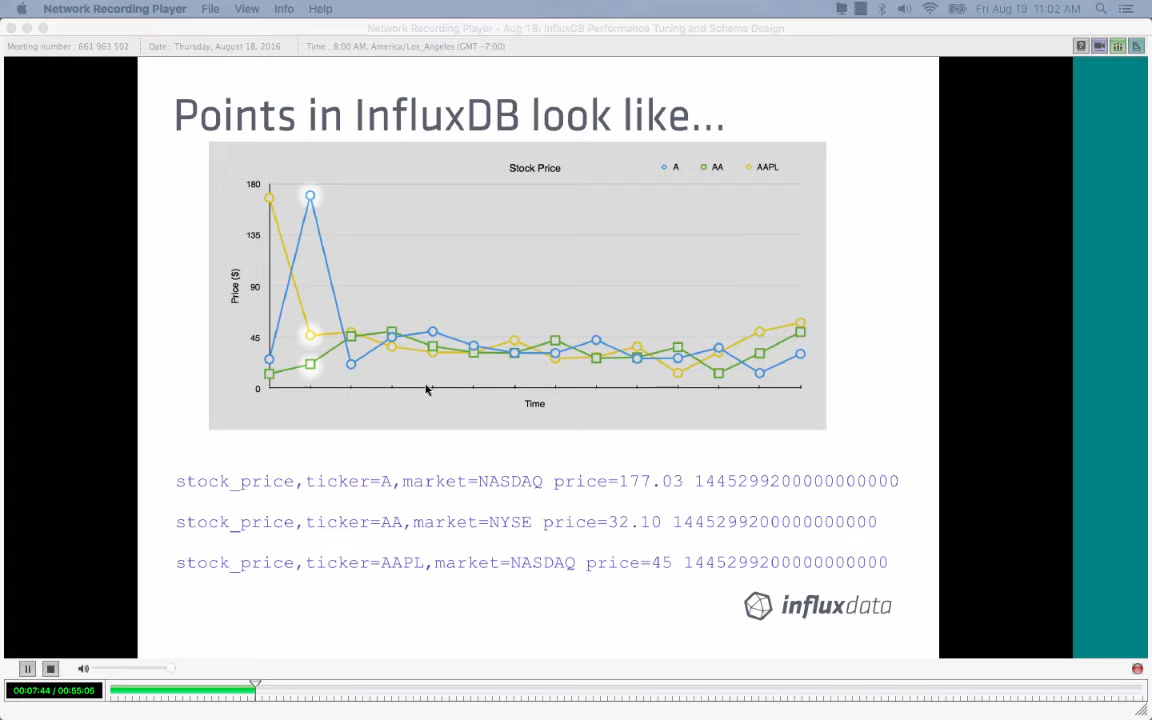 Network Recording Player File View Info Help Fri Aug 19 11:02 AM
Network Recording Player - Aug 18: InfluxDB Performance Tuning and Schema Design
Meeting number : 661 963 502 Date : Thursday, August 18, 2016 Time : 8:00 AM, America/Los_Angeles (GMT -7:00)
Points in InfluxDB look like...
Stock Price
A AA AAPL
180
135
90
45
0
Price ($)
Time
stock_price,ticker=A,market=NASDAQ price=177.03 1445299200000000000
stock_price,ticker=AA,market=NYSE price=32.10 1445299200000000000
stock_price,ticker=AAPL,market=NASDAQ price=45 1445299200000000000
influxdata
00:07:44 / 00:55:05